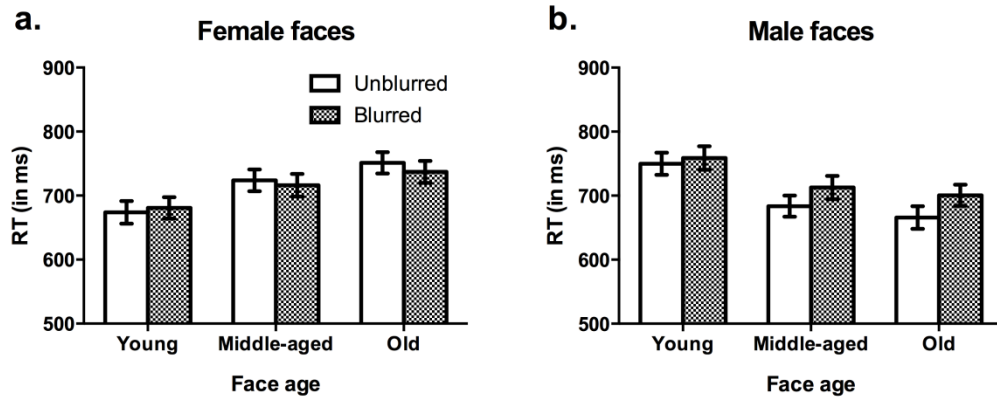 a.
Female faces
Unblurred
Blurred
RT (in ms)
900
800
700
600
500
Young Middle-aged Old
Face age
b.
Male faces
RT (in ms)
900
800
700
600
500
Young Middle-aged Old
Face age